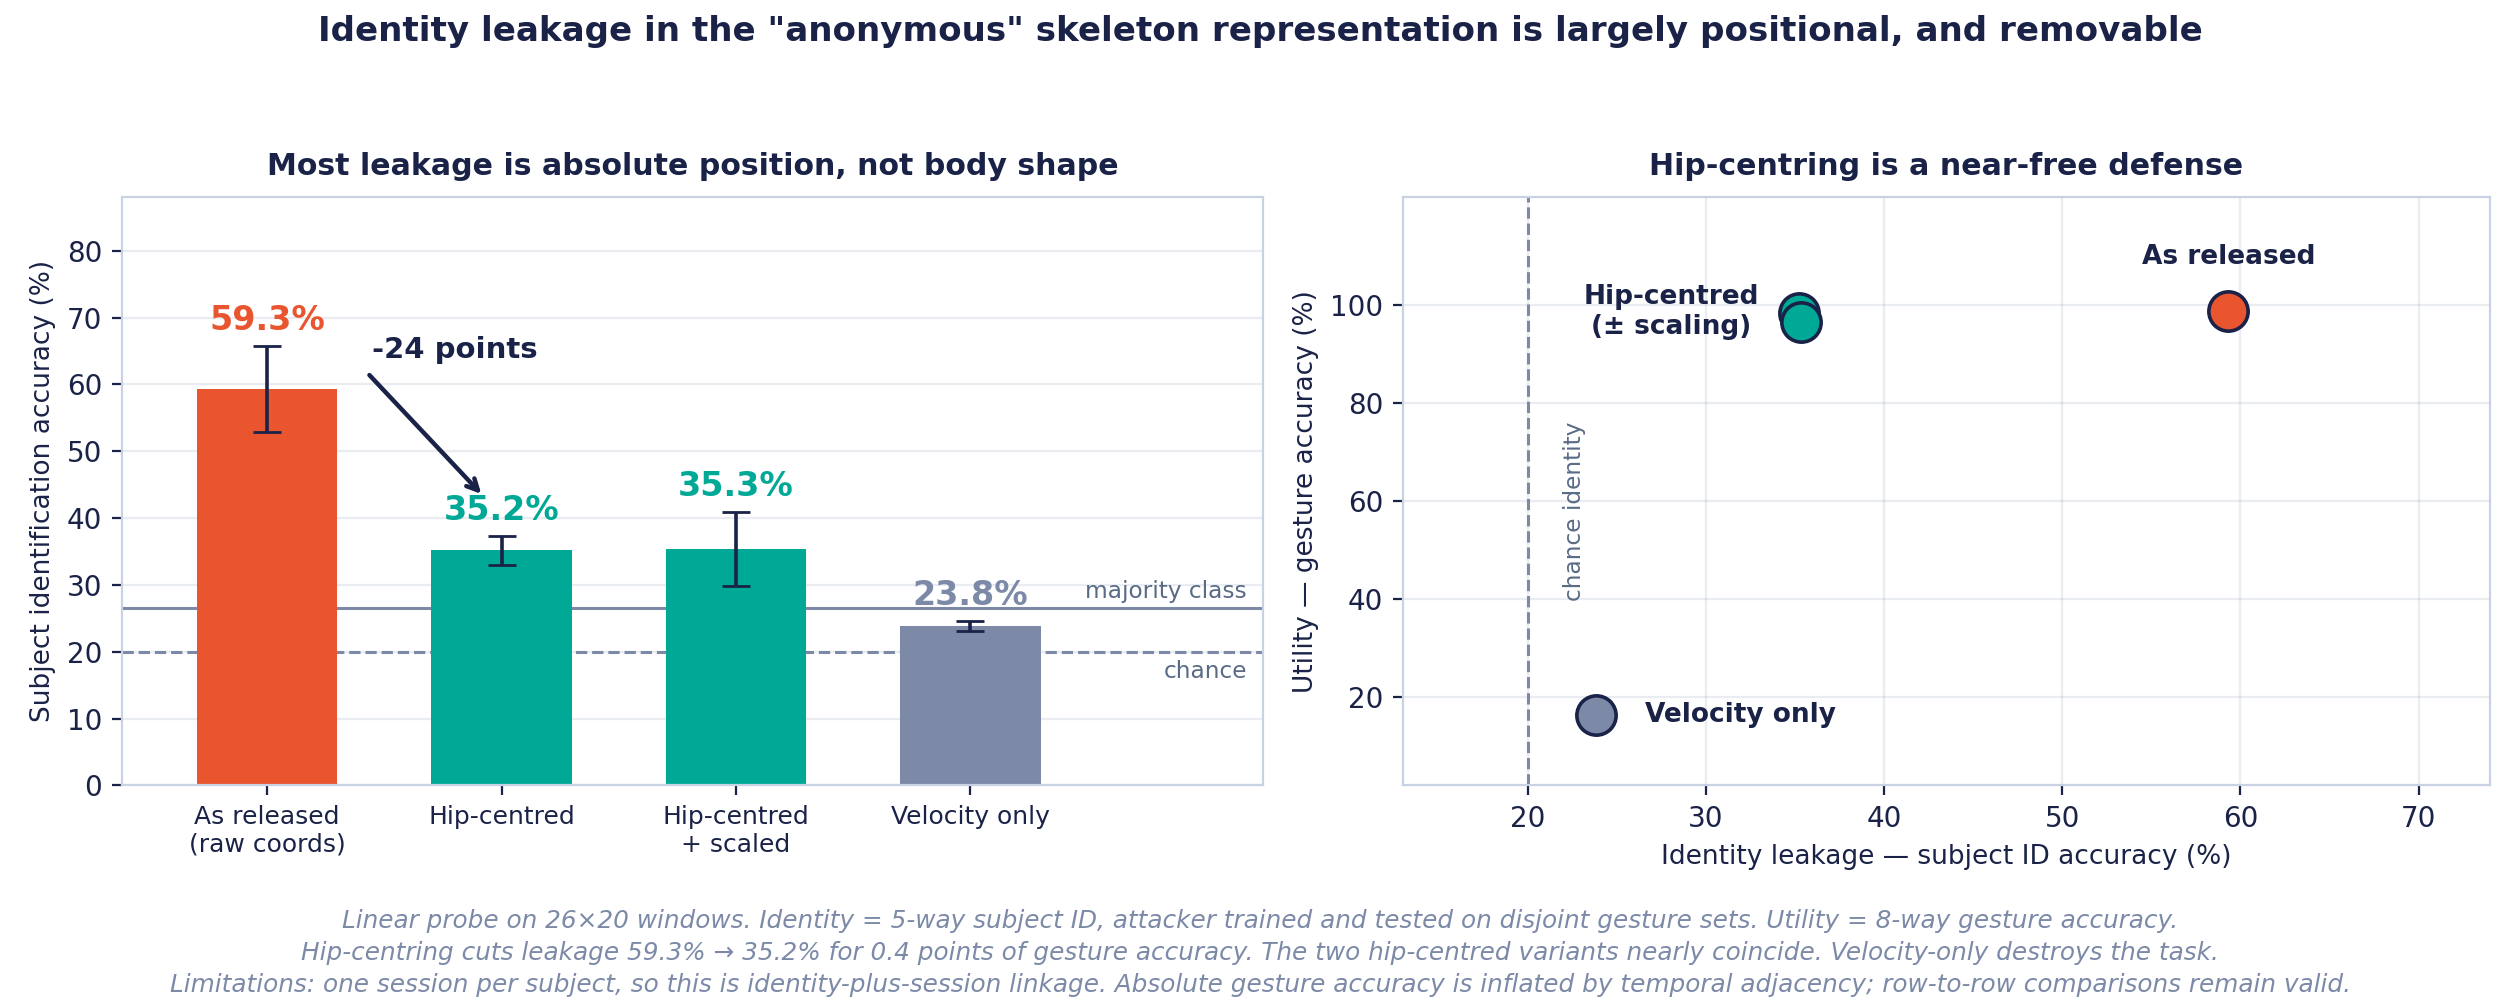 Identity leakage in the "anonymous" skeleton representation is largely positional, and removable
Most leakage is absolute position, not body shape
Subject identification accuracy (%)
80
70
60
50
40
30
20
10
0
59.3%
-24 points
35.2%
35.3%
23.8%
majority class
chance
As released
(raw coords)
Hip-centred
Hip-centred
+ scaled
Velocity only
Hip-centring is a near-free defense
Utility — gesture accuracy (%)
100
80
60
40
20
As released
Hip-centred
(± scaling)
chance identity
Velocity only
20
30
40
50
60
70
Identity leakage — subject ID accuracy (%)
Linear probe on 26×20 windows. Identity = 5-way subject ID, attacker trained and tested on disjoint gesture sets. Utility = 8-way gesture accuracy.
Hip-centring cuts leakage 59.3% → 35.2% for 0.4 points of gesture accuracy. The two hip-centred variants nearly coincide. Velocity-only destroys the task.
Limitations: one session per subject, so this is identity-plus-session linkage. Absolute gesture accuracy is inflated by temporal adjacency; row-to-row comparisons remain valid.